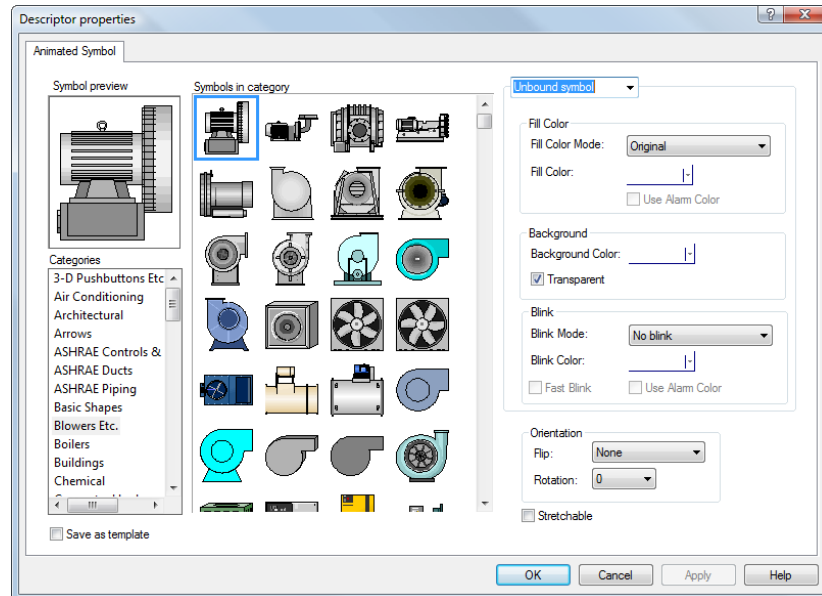 Descriptor properties
Animated Symbol
Symbol preview
Symbols in category
Categories
3-D Pushbuttons Etc
Air Conditioning
Architectural
Arrows
ASHRAE Controls &
ASHRAE Ducts
ASHRAE Piping
Basic Shapes
Blowers Etc.
Boilers
Buildings
Chemical
Save as template
Unbound symbol
Fill Color
Fill Color Mode: Original
Fill Color:
Use Alarm Color
Background
Background Color:
Transparent
Blink
Blink Mode: No blink
Blink Color:
Fast Blink Use Alarm Color
Orientation
Flip: None
Rotation: 0
Stretchable
OK Cancel Apply Help